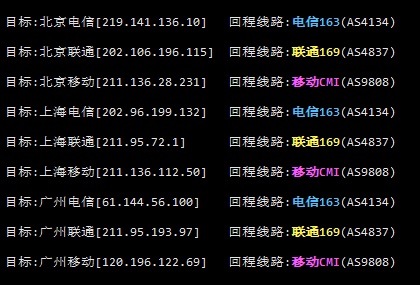 目标:北京电信[219.141.136.10] 回程线路:电信163(AS4134)
目标:北京联通[202.106.196.115] 回程线路:联通169(AS4837)
目标:北京移动[211.136.28.231] 回程线路:移动CMI(AS9808)
目标:上海电信[202.96.199.132] 回程线路:电信163(AS4134)
目标:上海联通[211.95.72.1] 回程线路:联通169(AS4837)
目标:上海移动[211.136.112.50] 回程线路:移动CMI(AS9808)
目标:广州电信[61.144.56.100] 回程线路:电信163(AS4134)
目标:广州联通[211.95.193.97] 回程线路:联通169(AS4837)
目标:广州移动[120.196.122.69] 回程线路:移动CMI(AS9808)